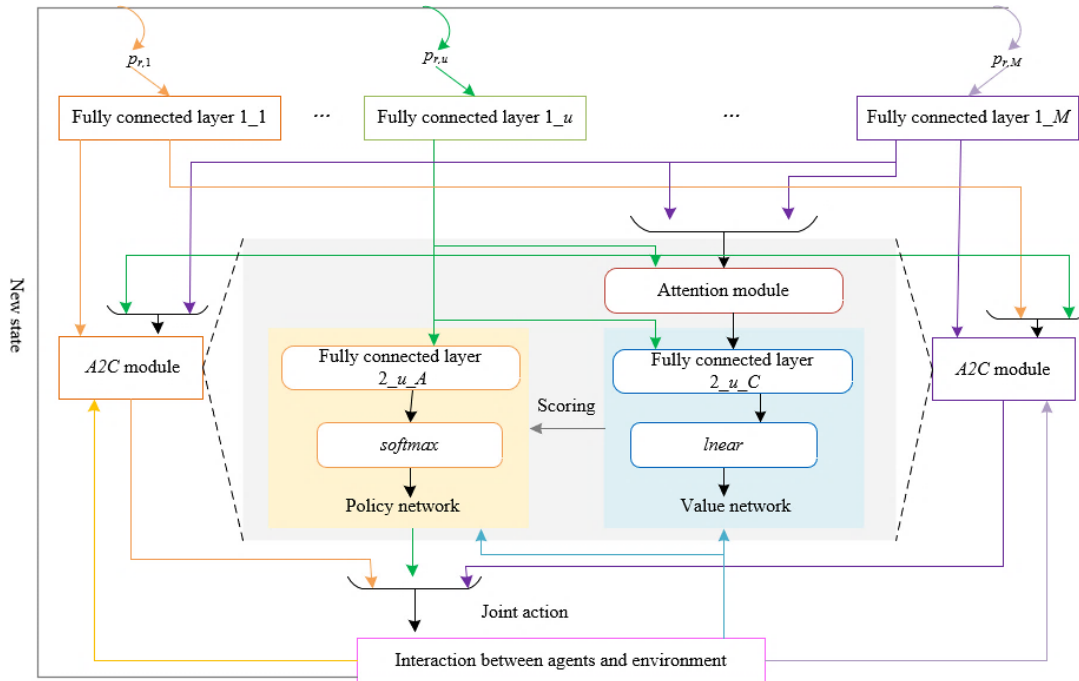 p_{r,1}
p_{r,u}
p_{r,M}
Fully connected layer 1_1
...
Fully connected layer 1_u
...
Fully connected layer 1_M
New state
Attention module
A2C module
Fully connected layer
2_u_A
Fully connected layer
2_u_C
A2C module
Scoring
softmax
lnear
Policy network
Value network
Joint action
Interaction between agents and environment